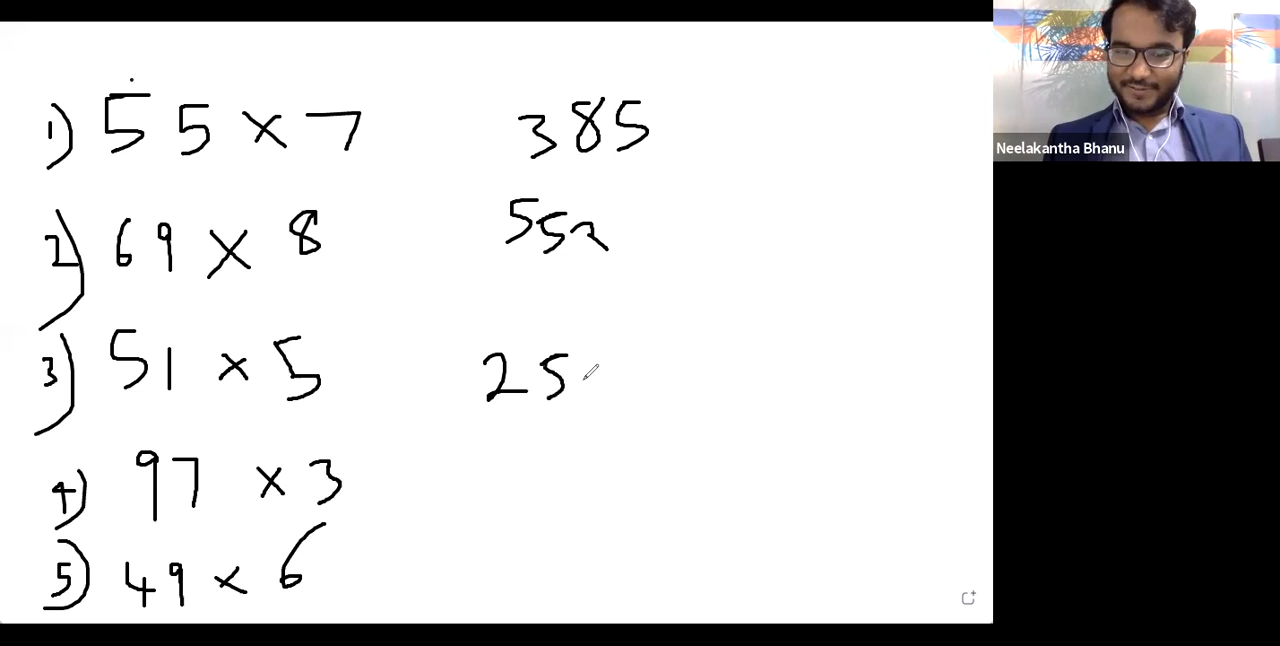 1) 55 x 7 385
2) 69 x 8 552
3) 51 x 5 25
4) 97 x 3
5) 49 x 6
Neelakantha Bhanu